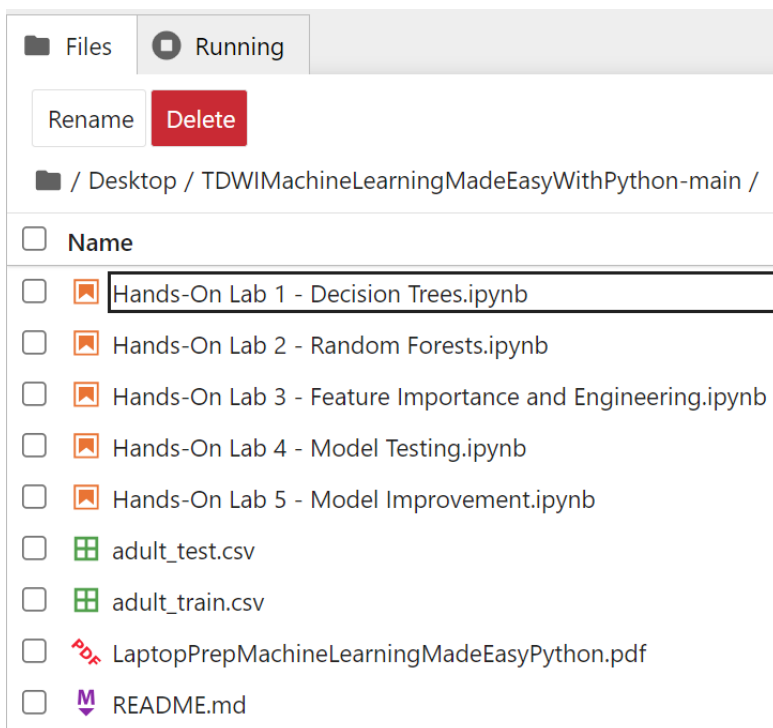 Files Running
Rename Delete
/ Desktop / TDWIMachineLearningMadeEasyWithPython-main /
Name
Hands-On Lab 1 - Decision Trees.ipynb
Hands-On Lab 2 - Random Forests.ipynb
Hands-On Lab 3 - Feature Importance and Engineering.ipynb
Hands-On Lab 4 - Model Testing.ipynb
Hands-On Lab 5 - Model Improvement.ipynb
adult_test.csv
adult_train.csv
PDF LaptopPrepMachineLearningMadeEasyPython.pdf
M README.md